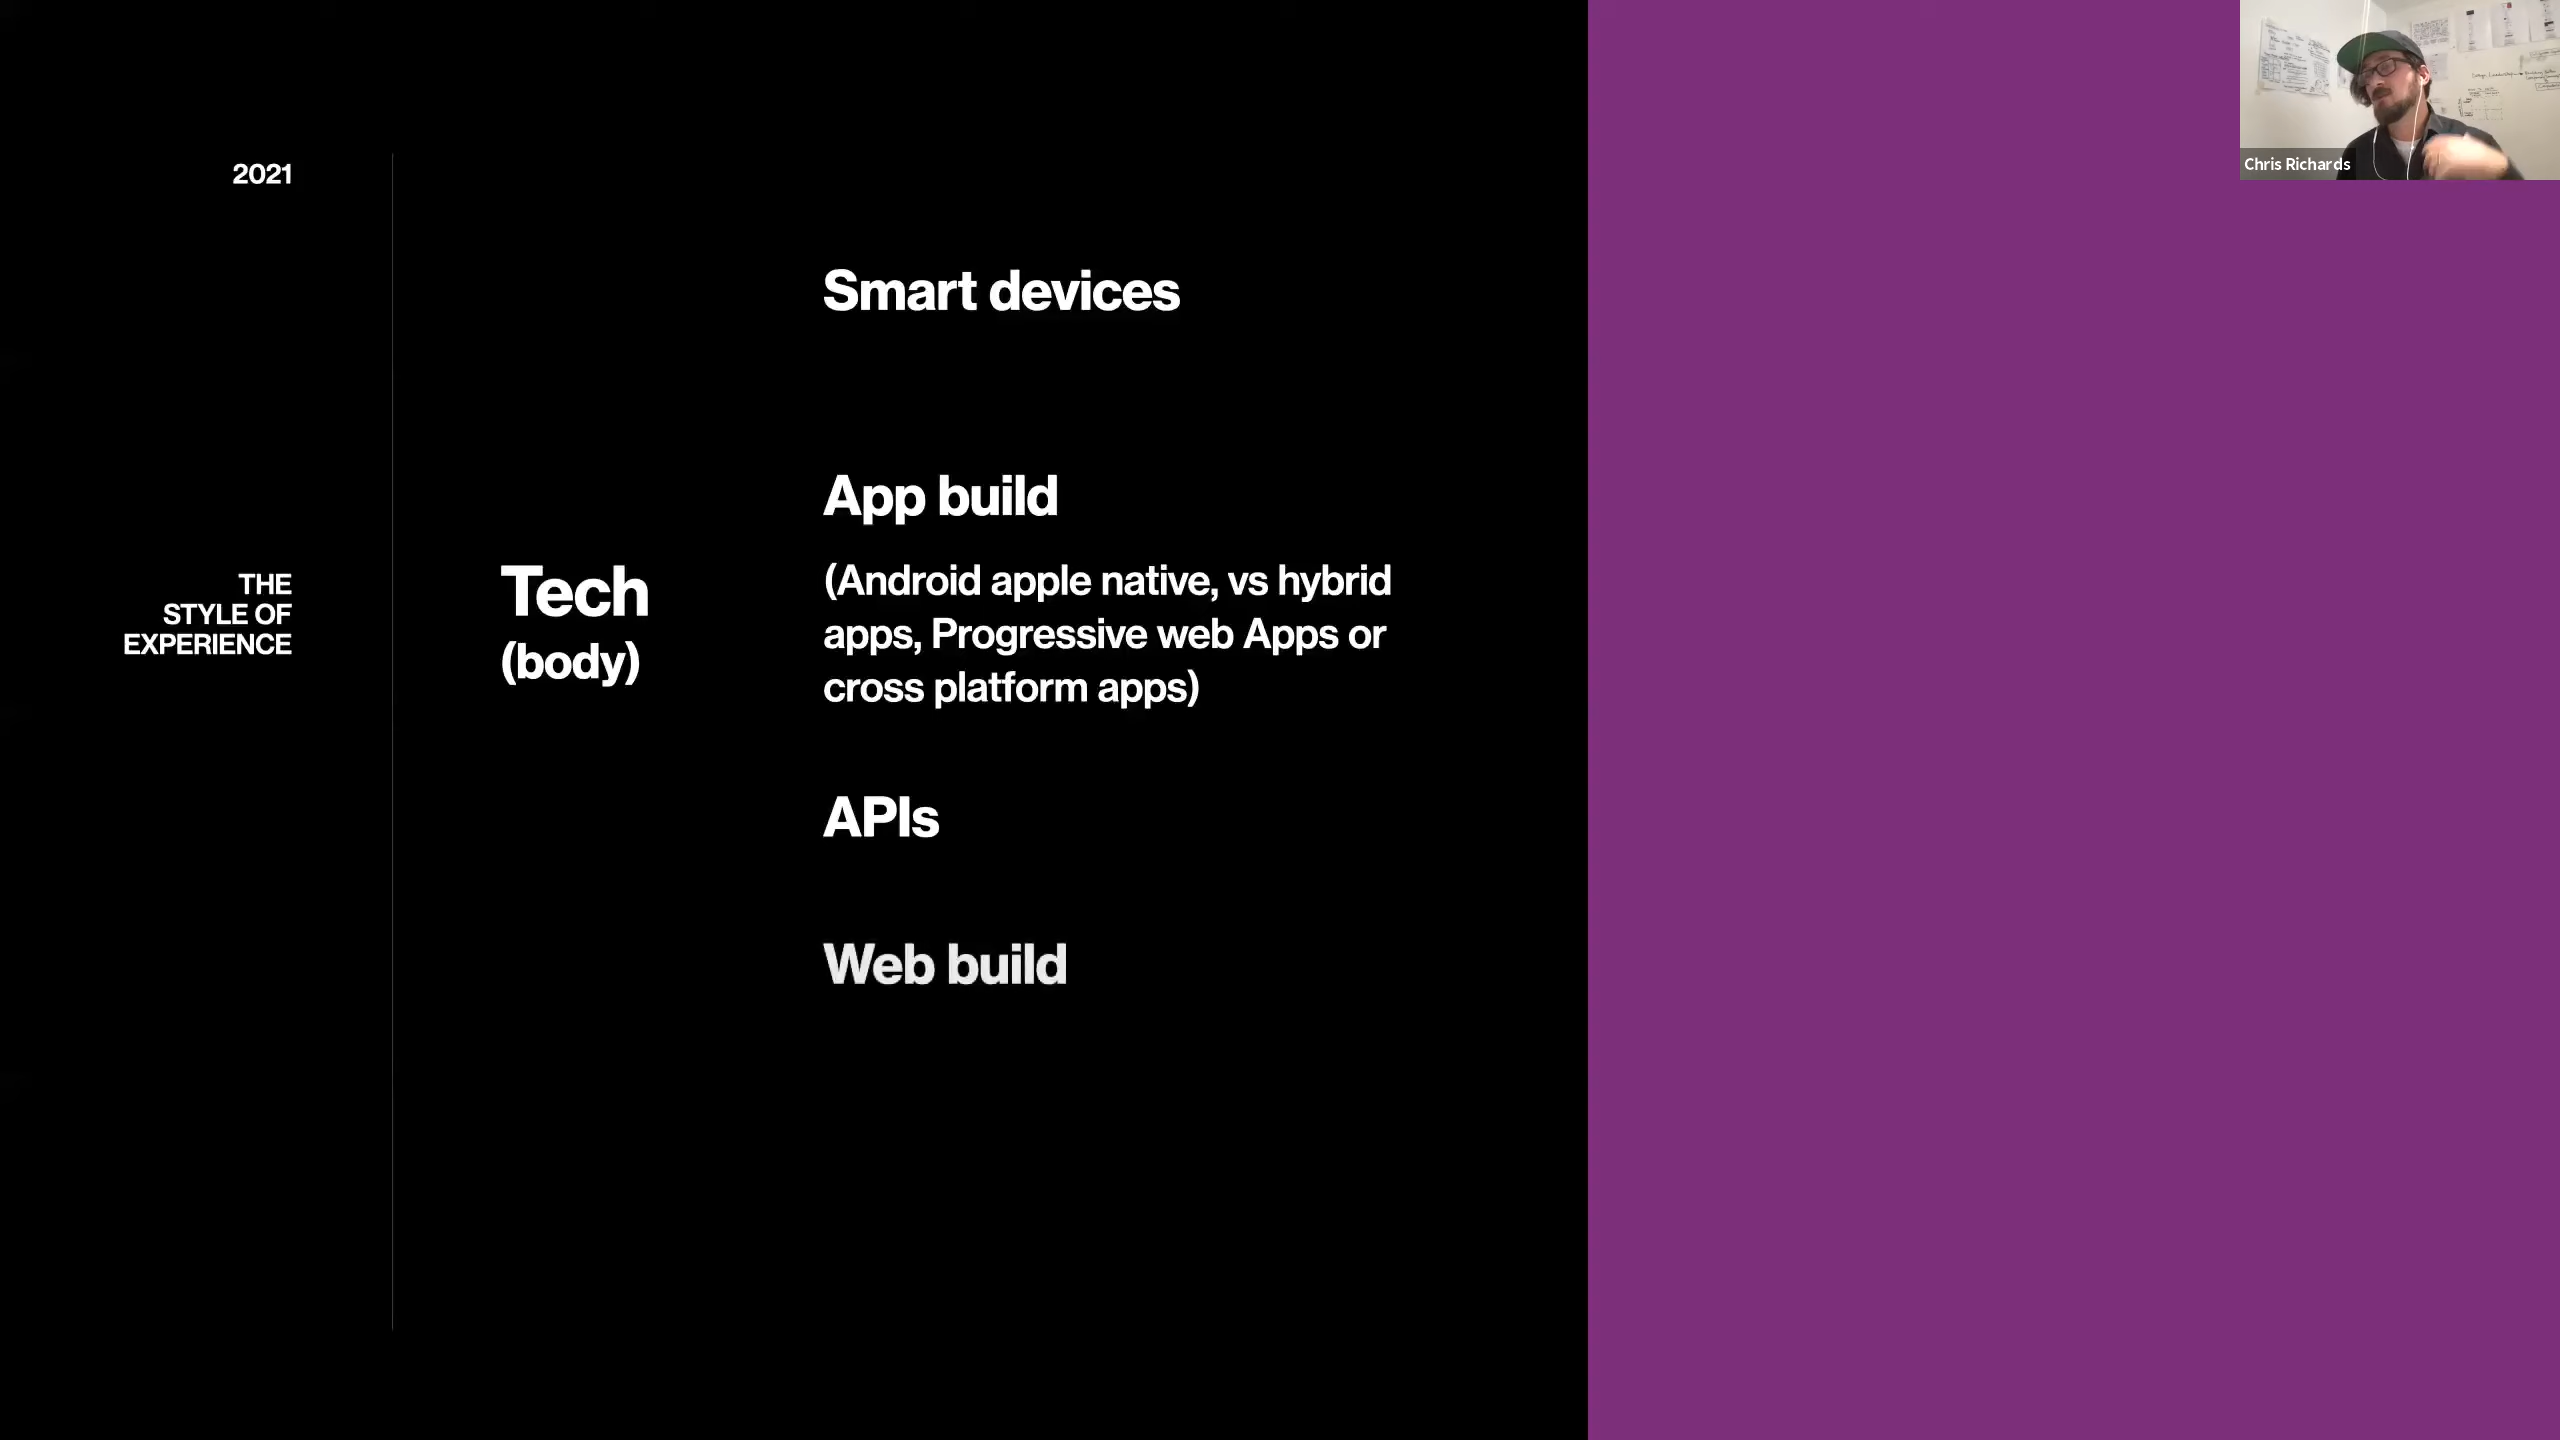 2021
THE
STYLE OF
EXPERIENCE
Tech
(body)
Smart devices
App build
(Android apple native, vs hybrid
apps, Progressive web Apps or
cross platform apps)
APIs
Web build
Chris Richards